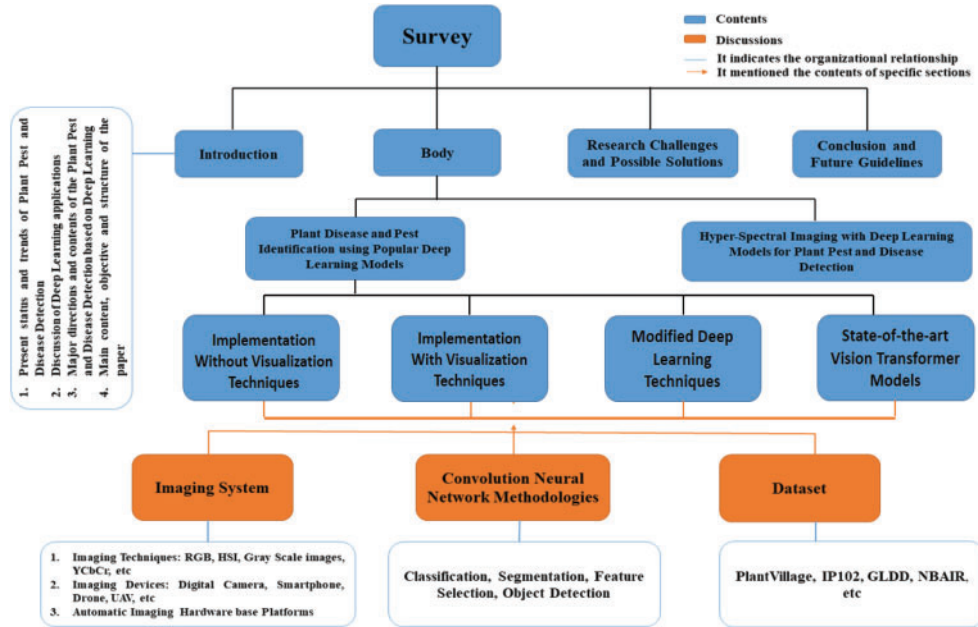 Survey
Contents
Discussions
It indicates the organizational relationship
It mentioned the contents of specific sections
1. Present status and trends of Plant Pest and
Disease Detection
2. Discussion of Deep Learning applications
3. Major directions and contents of the Plant Pest
and Disease Detection based on Deep Learning
4. Main content, objective and structure of the
paper
Introduction
Body
Research Challenges
and Possible Solutions
Conclusion and
Future Guidelines
Plant Disease and Pest
Identification using Popular Deep
Learning Models
Hyper-Spectral Imaging with Deep Learning
Models for Plant Pest and Disease
Detection
Implementation
Without Visualization
Techniques
Implementation
With Visualization
Techniques
Modified Deep
Learning
Techniques
State-of-the-art
Vision Transformer
Models
Imaging System
Convolution Neural
Network Methodologies
Dataset
1. Imaging Techniques: RGB, HSI, Gray Scale images,
YCbCr, etc
2. Imaging Devices: Digital Camera, Smartphone,
Drone, UAV, etc
3. Automatic Imaging Hardware base Platforms
Classification, Segmentation, Feature
Selection, Object Detection
PlantVillage, IP102, GLDD, NBAIR,
etc